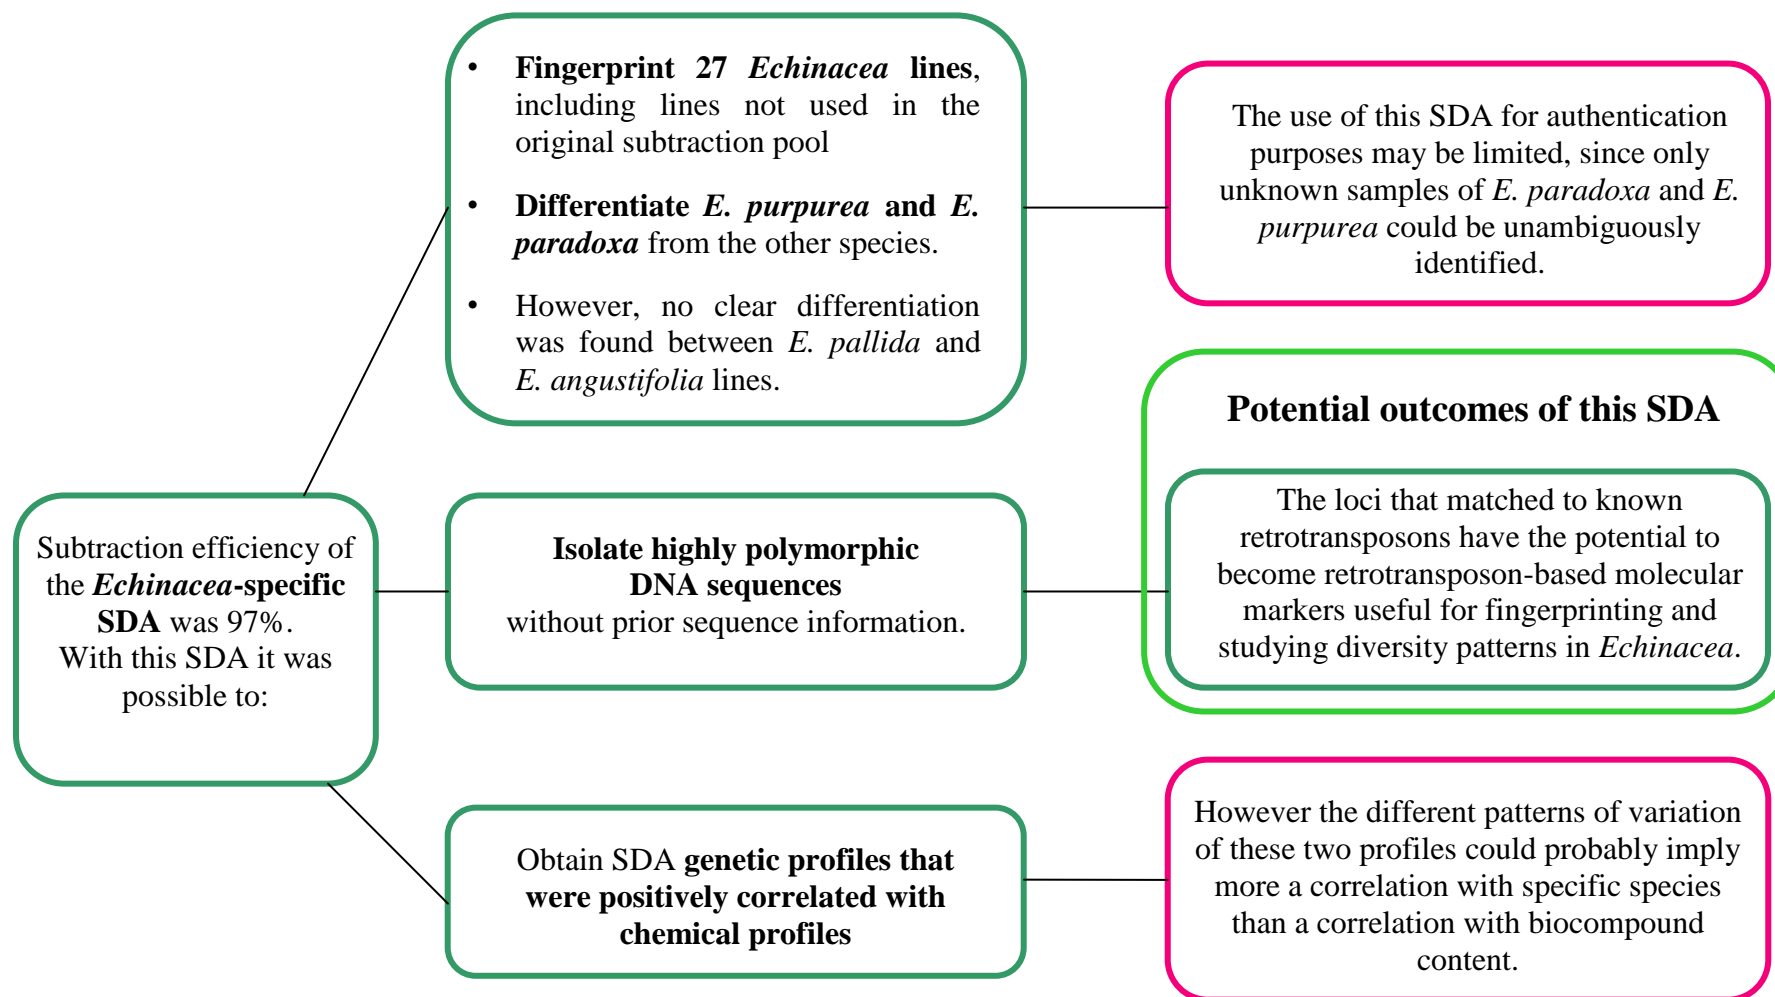 Subtraction efficiency of
the Echinacea-specific
SDA was 97%.
With this SDA it was
possible to:
• Fingerprint 27 Echinacea lines,
including lines not used in the
original subtraction pool
• Differentiate E. purpurea and E.
paradoxa from the other species.
• However, no clear differentiation
was found between E. pallida and
E. angustifolia lines.
The use of this SDA for authentication
purposes may be limited, since only
unknown samples of E. paradoxa and E.
purpurea could be unambiguously
identified.
Isolate highly polymorphic
DNA sequences
without prior sequence information.
Potential outcomes of this SDA
The loci that matched to known
retrotransposons have the potential to
become retrotransposon-based molecular
markers useful for fingerprinting and
studying diversity patterns in Echinacea.
Obtain SDA genetic profiles that
were positively correlated with
chemical profiles
However the different patterns of variation
of these two profiles could probably imply
more a correlation with specific species
than a correlation with biocompound
content.